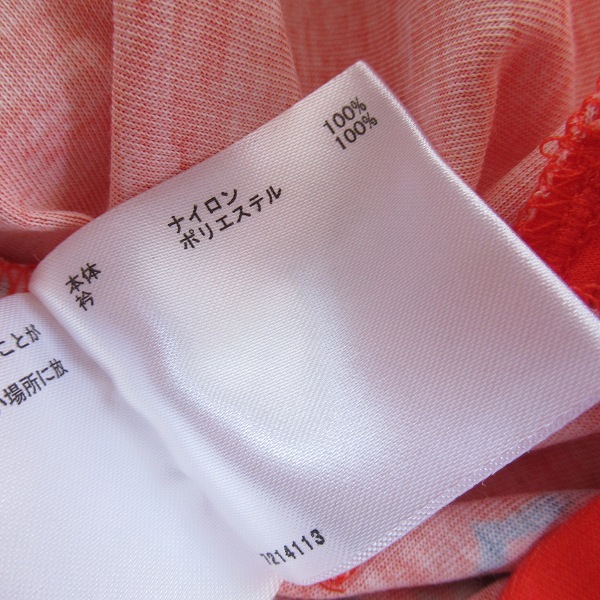 本体 ナイロン 100%
衿 ポリエステル 100%
ことが
場所に放
1214113